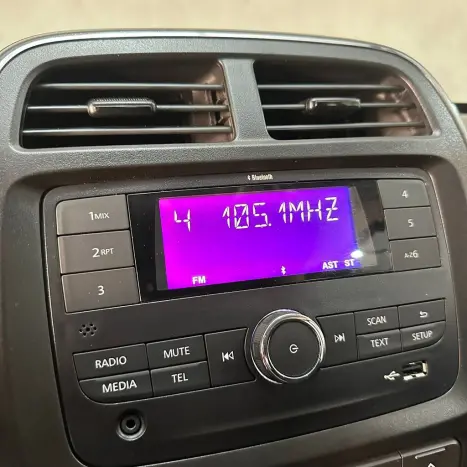 Bluetooth
1MIX
4 105.1MHZ
4
2RPT
5
3
FM
AST ST
A-Z6
RADIO
MUTE
SCAN
MEDIA
TEL
TEXT
SETUP